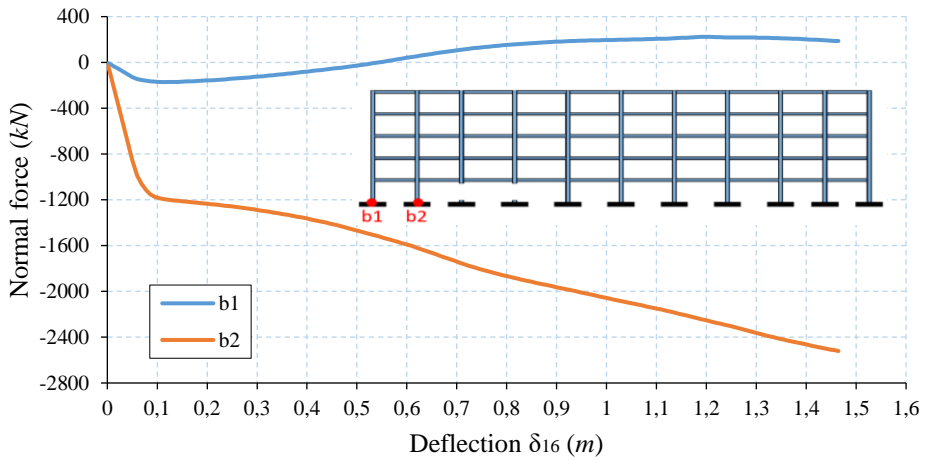 Normal force (kN)
400
0
-400
-800
-1200
-1600
-2000
-2400
-2800
b1 b2
b1
b2
0 0,1 0,2 0,3 0,4 0,5 0,6 0,7 0,8 0,9 1 1,1 1,2 1,3 1,4 1,5 1,6
Deflection δ16 (m)